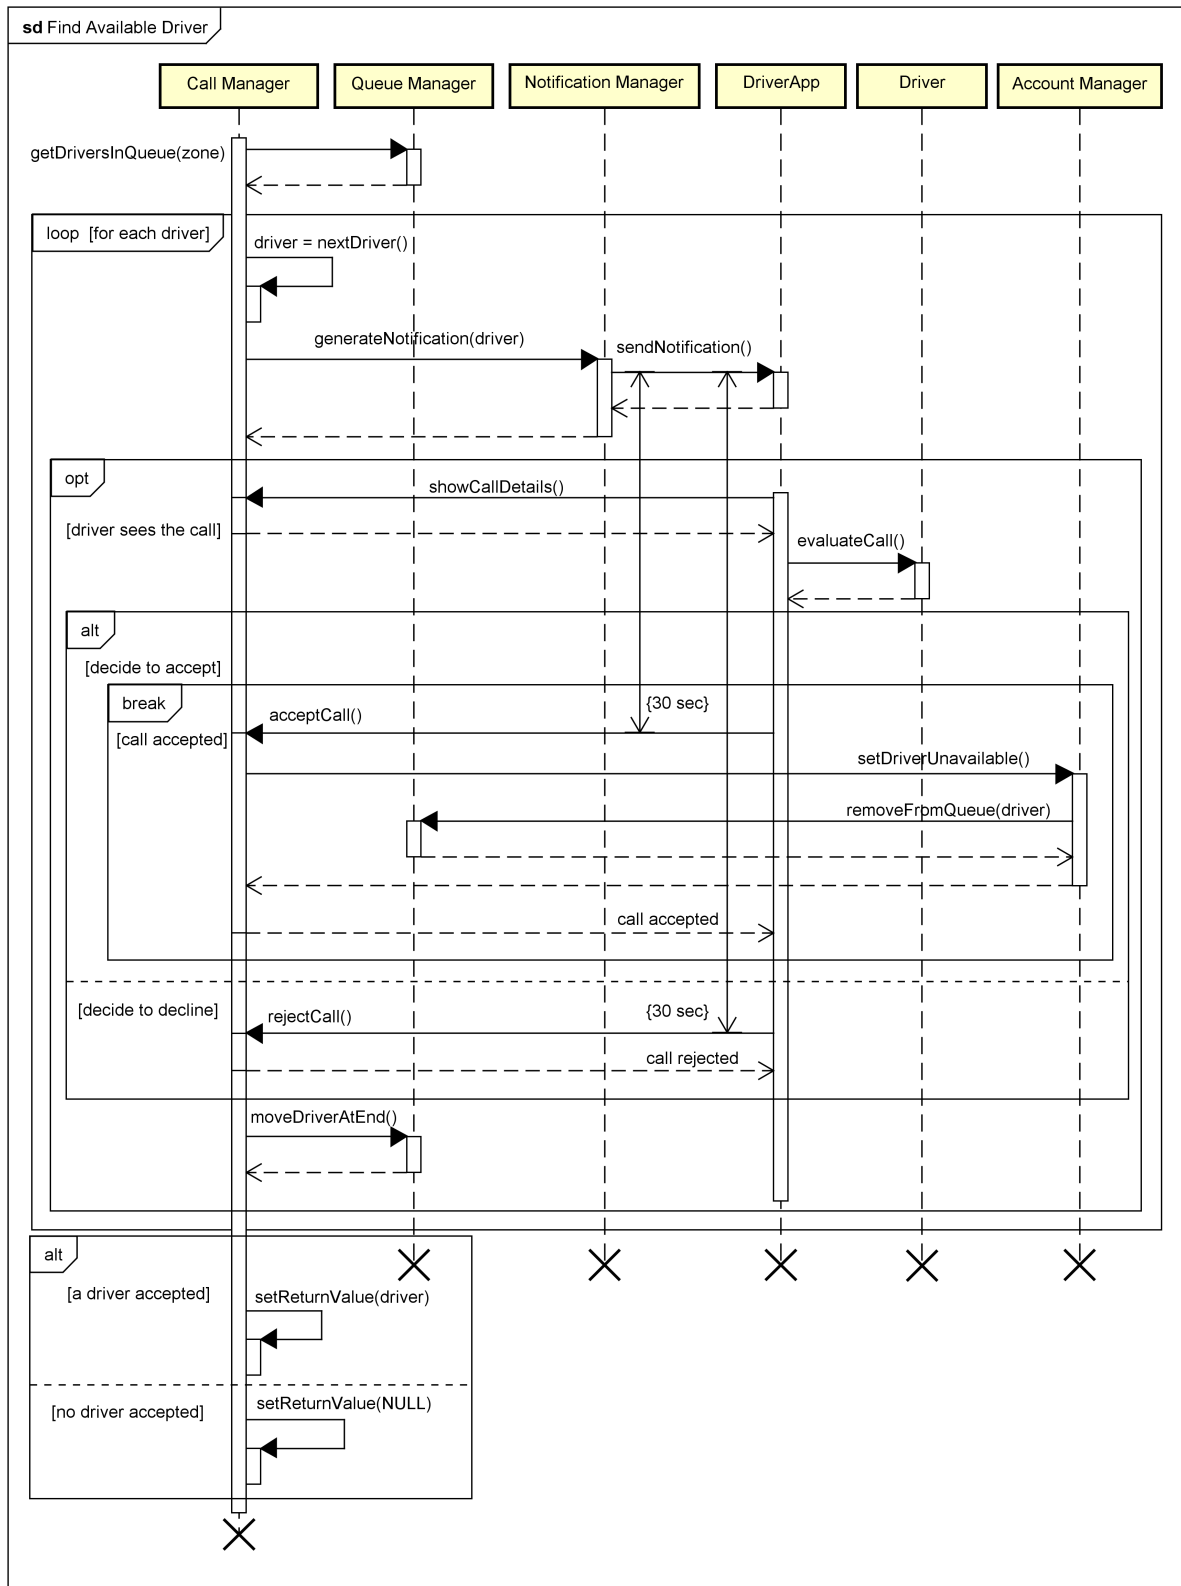 sd Find Available Driver
Call Manager
Queue Manager
Notification Manager
DriverApp
Driver
Account Manager
getDriversInQueue(zone)
loop [for each driver]
driver = nextDriver()
generateNotification(driver)
sendNotification()
opt
showCallDetails()
[driver sees the call]
evaluateCall()
alt
[decide to accept]
break
{30 sec}
acceptCall()
[call accepted]
setDriverUnavailable()
removeFromQueue(driver)
call accepted
[decide to decline]
{30 sec}
rejectCall()
call rejected
moveDriverAtEnd()
alt
[a driver accepted]
setReturnValue(driver)
setReturnValue(NULL)
[no driver accepted]